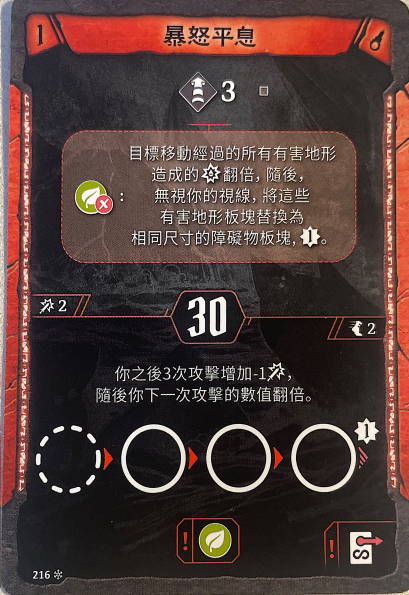 1
暴怒平息
3
目標移動經過的所有有害地形
造成的翻倍，隨後，
: 無視你的視線，將這些
有害地形板塊替換為
相同尺寸的障礙物板塊，1。
2
30
2
你之後3次攻擊增加-1，
隨後你下一次攻擊的數值翻倍。
1
!
!
S
216